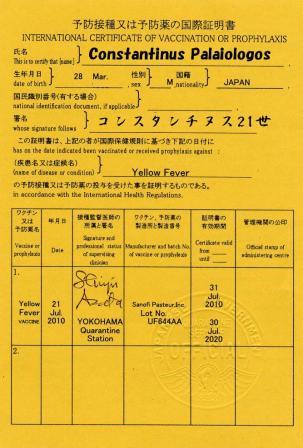 予防接種又は予防薬の国際証明書
INTERNATIONAL CERTIFICATE OF VACCINATION OR PROPHYLAXIS
氏名
This is to certify that [name] Constantinus Palaiologos
生年月日 性別 国籍
date of birth 28 Mar. sex M nationality JAPAN
国民識別番号(有する場合)
national identification document, if applicable
署名
whose signature follows コンスタンチヌス21世
この証明書は、上記の者が国際保健規則に基づき下記の日付に
has on the date indicated been vaccinated or received prophylaxis against :
(疾患名又は症候名)
(name of disease or condition) Yellow Fever
の予防接種又は予防薬の投与を受けた事を証明するものである。
in accordance with the International Health Regulations.
ワクチン
又は
予防薬
Vaccine or
prophylaxis
年月日
Date
接種監督医師の
所属と署名
Signature and
professional status
of supervising
clinician
ワクチン、予防薬の
製造所と製造番号
Manufacturer and batch No.
of vaccine or prophylaxis
証明書の
有効期間
Certificate valid
from
until
管理機関の公印
Official stamp of
administering centre
1.
Yellow
Fever
VACCINE
21
Jul.
2010
YOKOHAMA
Quarantine
Station
Sanofi Pasteur,Inc.
Lot No.
UF644AA
31
Jul.
2010
30
Jul.
2020
OFFICIAL
2.